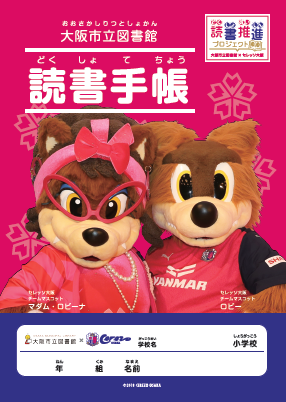 おおさかしりつとしょかん
大阪市立図書館
どくしょてちょう
読書手帳
読書推進
プロジェクト
大阪市立図書館×セレッソ大阪
YANMAR
セレッソ大阪
チームマスコット
マダム・ロビーナ
セレッソ大阪
チームマスコット
ロビー
大阪市立図書館 × Cerezo OSAKA
がっこうめい
学校名
しょうがっこう
小学校
ねん
年
くみ
組
なまえ
名前
©2018 CEREZO OSAKA